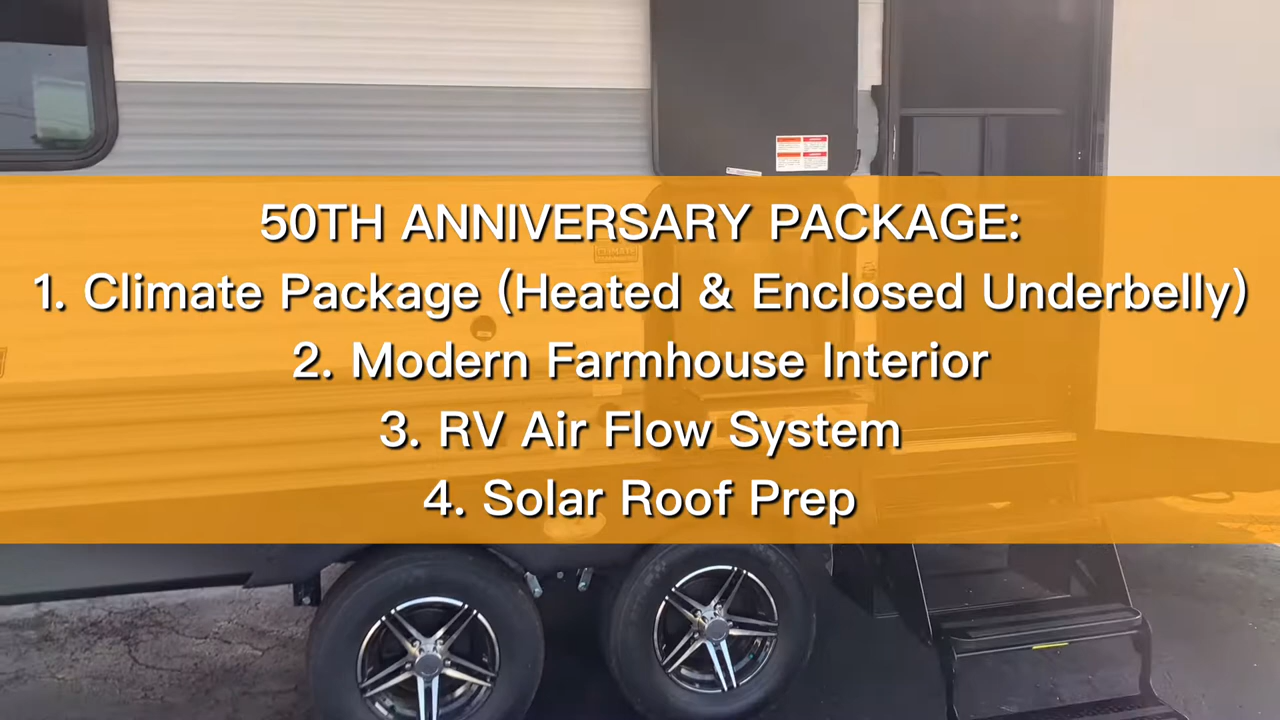 50TH ANNIVERSARY PACKAGE:
1. Climate Package (Heated & Enclosed Underbelly)
2. Modern Farmhouse Interior
3. RV Air Flow System
4. Solar Roof Prep